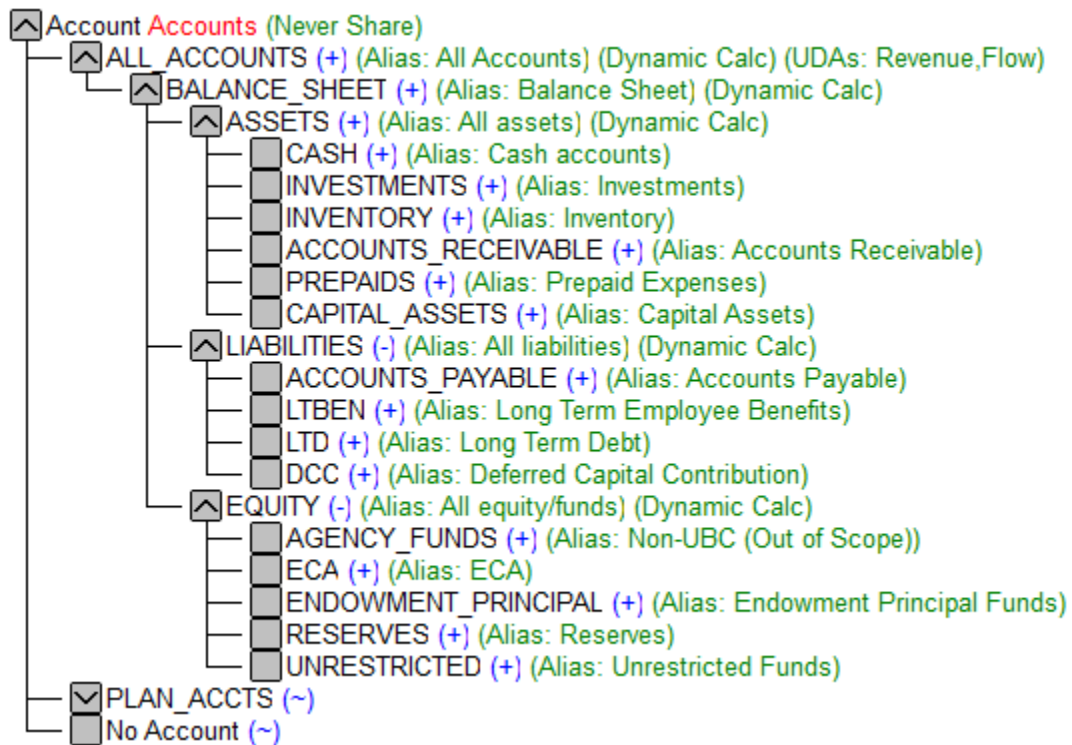 Account Accounts (Never Share)
ALL_ACCOUNTS (+) (Alias: All Accounts) (Dynamic Calc) (UDAs: Revenue,Flow)
BALANCE_SHEET (+) (Alias: Balance Sheet) (Dynamic Calc)
ASSETS (+) (Alias: All assets) (Dynamic Calc)
CASH (+) (Alias: Cash accounts)
INVESTMENTS (+) (Alias: Investments)
INVENTORY (+) (Alias: Inventory)
ACCOUNTS_RECEIVABLE (+) (Alias: Accounts Receivable)
PREPAIDS (+) (Alias: Prepaid Expenses)
CAPITAL_ASSETS (+) (Alias: Capital Assets)
LIABILITIES (-) (Alias: All liabilities) (Dynamic Calc)
ACCOUNTS_PAYABLE (+) (Alias: Accounts Payable)
LTBEN (+) (Alias: Long Term Employee Benefits)
LTD (+) (Alias: Long Term Debt)
DCC (+) (Alias: Deferred Capital Contribution)
EQUITY (-) (Alias: All equity/funds) (Dynamic Calc)
AGENCY_FUNDS (+) (Alias: Non-UBC (Out of Scope))
ECA (+) (Alias: ECA)
ENDOWMENT_PRINCIPAL (+) (Alias: Endowment Principal Funds)
RESERVES (+) (Alias: Reserves)
UNRESTRICTED (+) (Alias: Unrestricted Funds)
PLAN_ACCTS (~)
No Account (~)